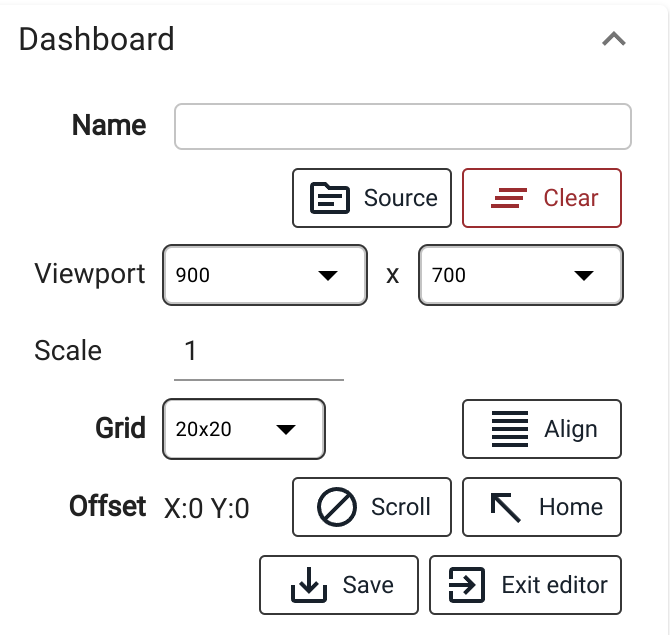 Dashboard
Name
Source Clear
Viewport 900 x 700
Scale 1
Grid 20x20 Align
Offset X:0 Y:0 Scroll Home
Save Exit editor